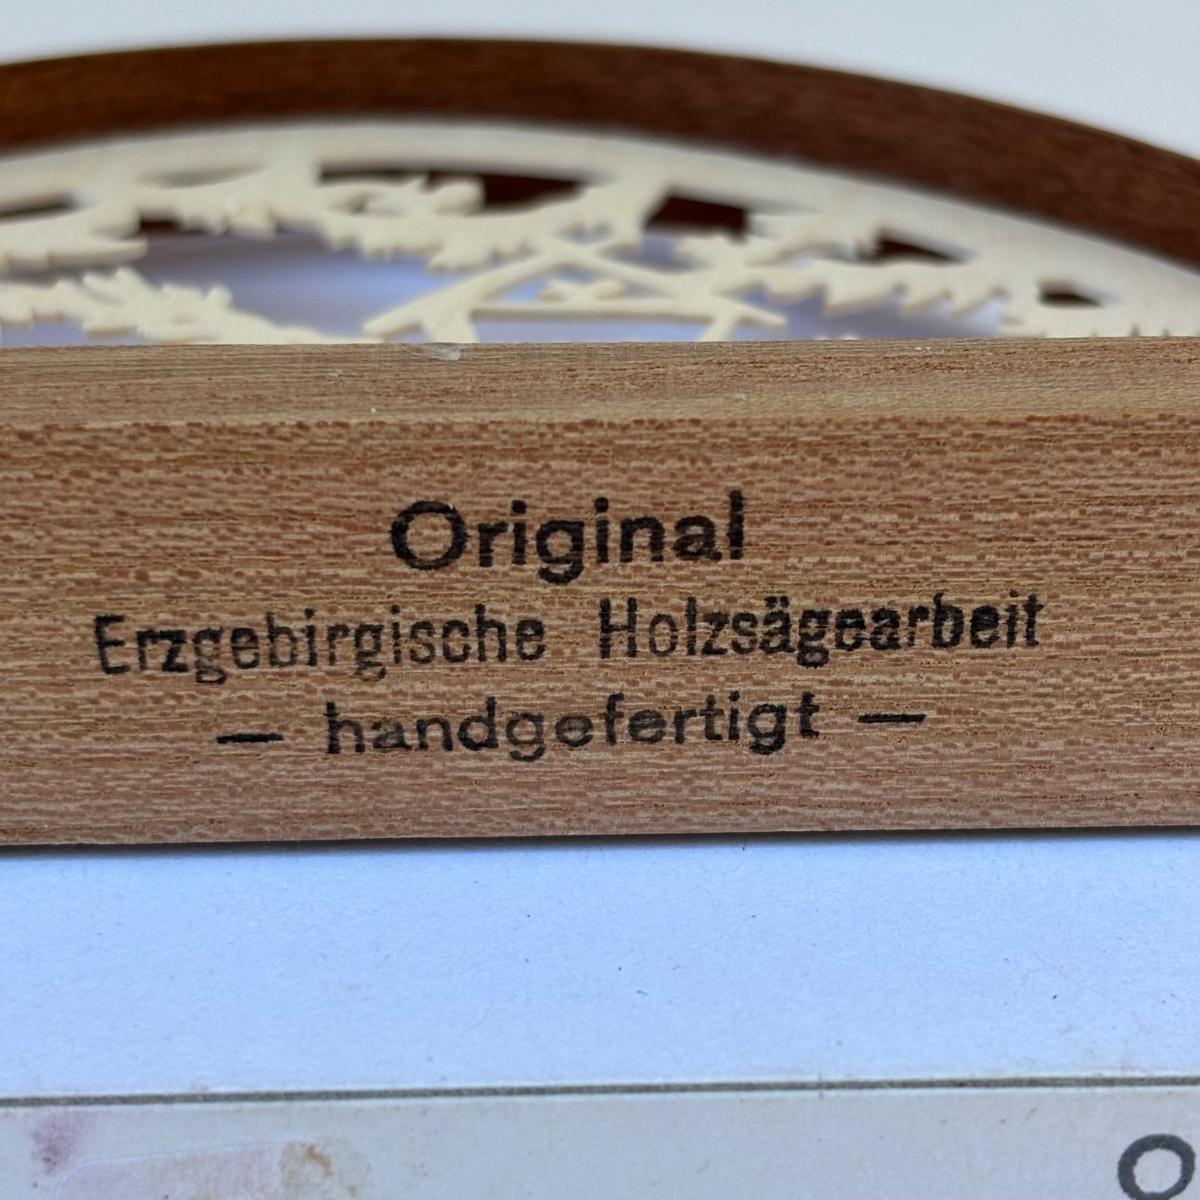 Original
Erzgebirgische Holzsägearbeit
— handgefertigt —